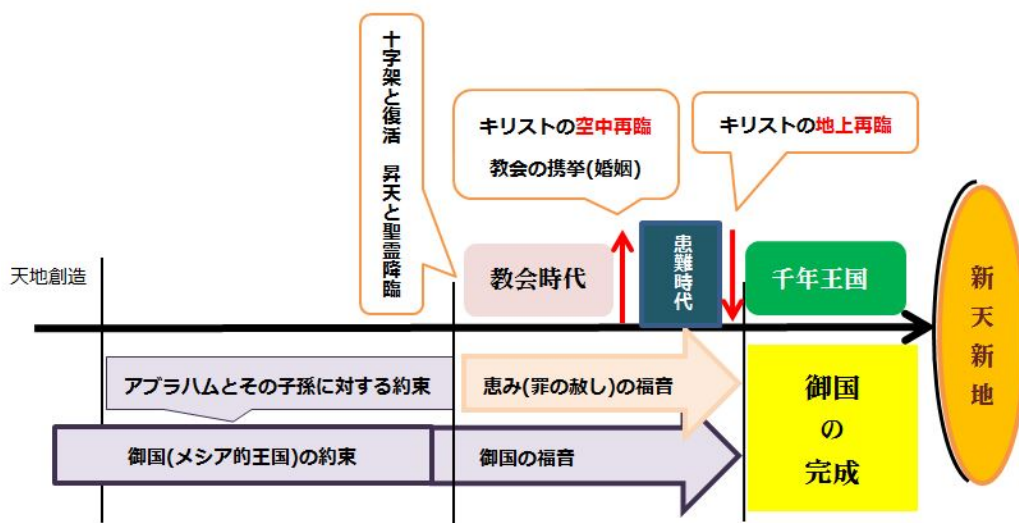 十字架と復活　昇天と聖霊降臨
キリストの空中再臨
教会の携挙(婚姻)
キリストの地上再臨
天地創造
教会時代
患難時代
千年王国
新天新地
アブラハムとその子孫に対する約束
恵み(罪の赦し)の福音
御国(メシア的王国)の約束
御国の福音
御国
の
完成